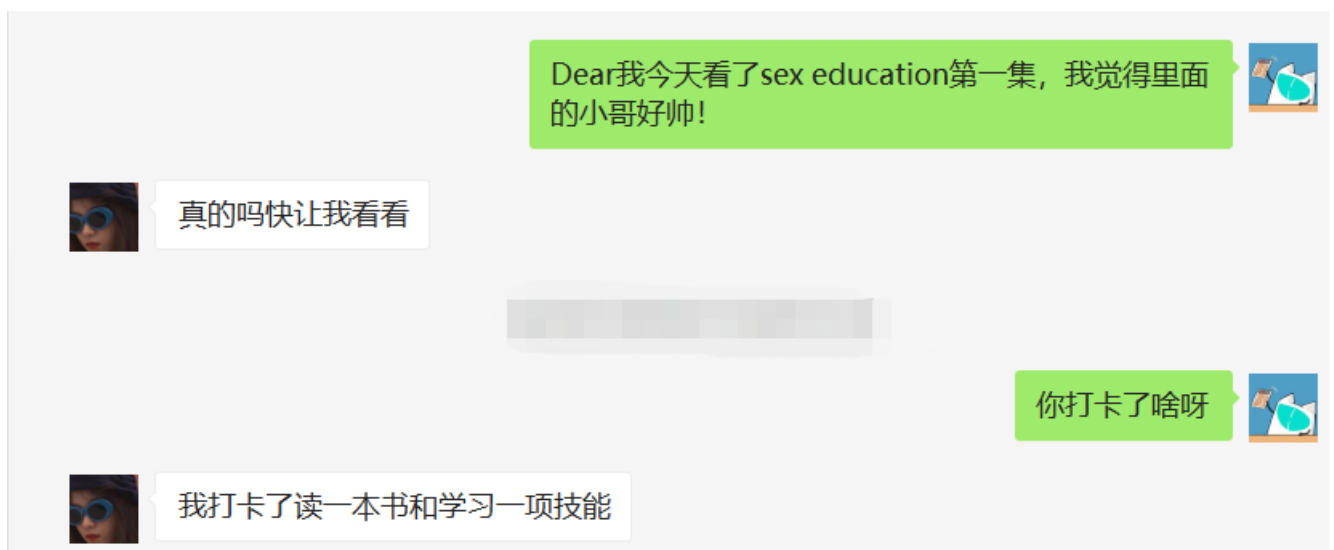 Dear我今天看了sex education第一集，我觉得里面
的小哥好帅！
真的吗快让我看看
你打卡了啥呀
我打卡了读一本书和学习一项技能